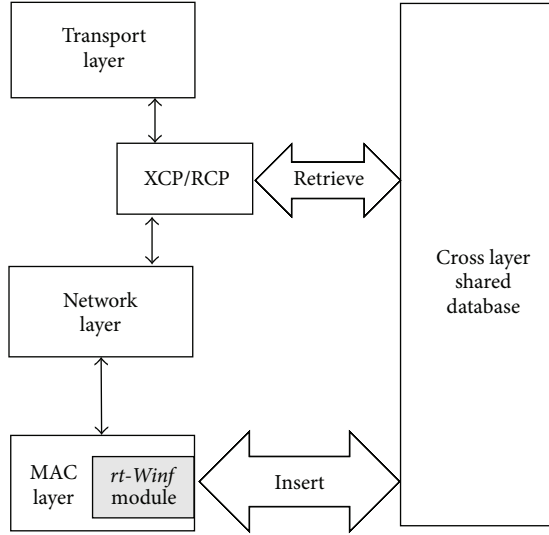 Transport
layer
XCP/RCP
Retrieve
Network
layer
Cross layer
shared
database
MAC
layer
rt-Winf
module
Insert